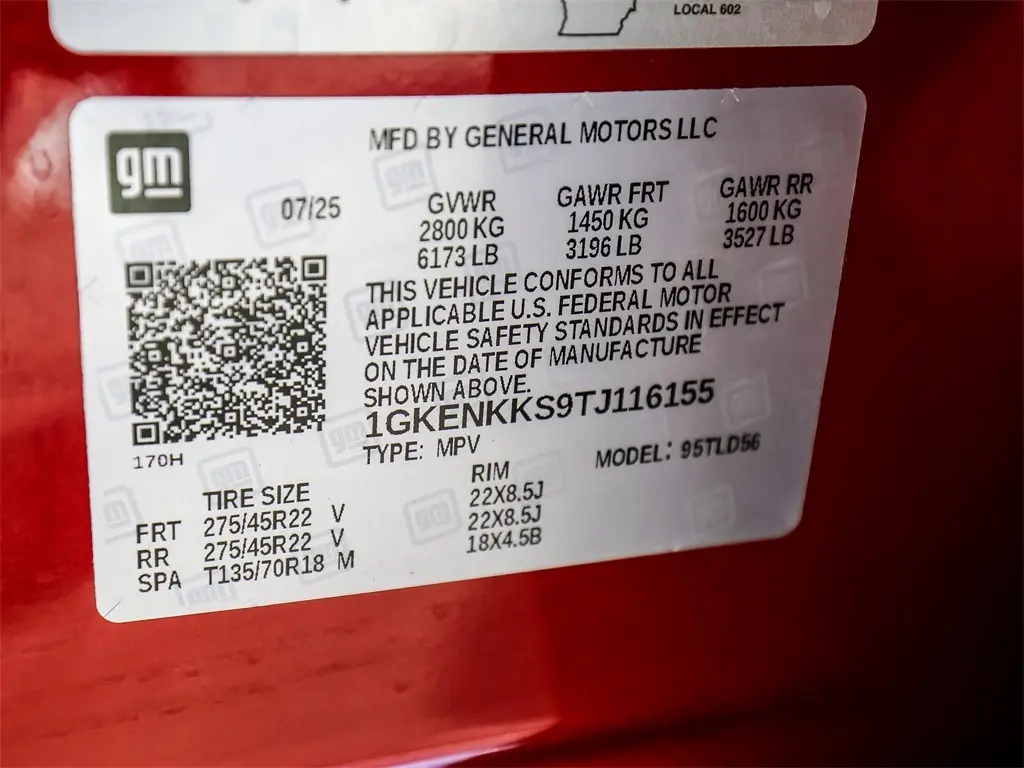 LOCAL 602
gm
MFD BY GENERAL MOTORS LLC
07/25
GVWR GAWR FRT GAWR RR
2800 KG 1450 KG 1600 KG
6173 LB 3196 LB 3527 LB
THIS VEHICLE CONFORMS TO ALL
APPLICABLE U.S. FEDERAL MOTOR
VEHICLE SAFETY STANDARDS IN EFFECT
ON THE DATE OF MANUFACTURE
SHOWN ABOVE.
1GKENKKS9TJ116155
170H
TYPE: MPV MODEL: 95TLD56
TIRE SIZE RIM
FRT 275/45R22 V 22X8.5J
RR 275/45R22 V 22X8.5J
SPA T135/70R18 M 18X4.5B